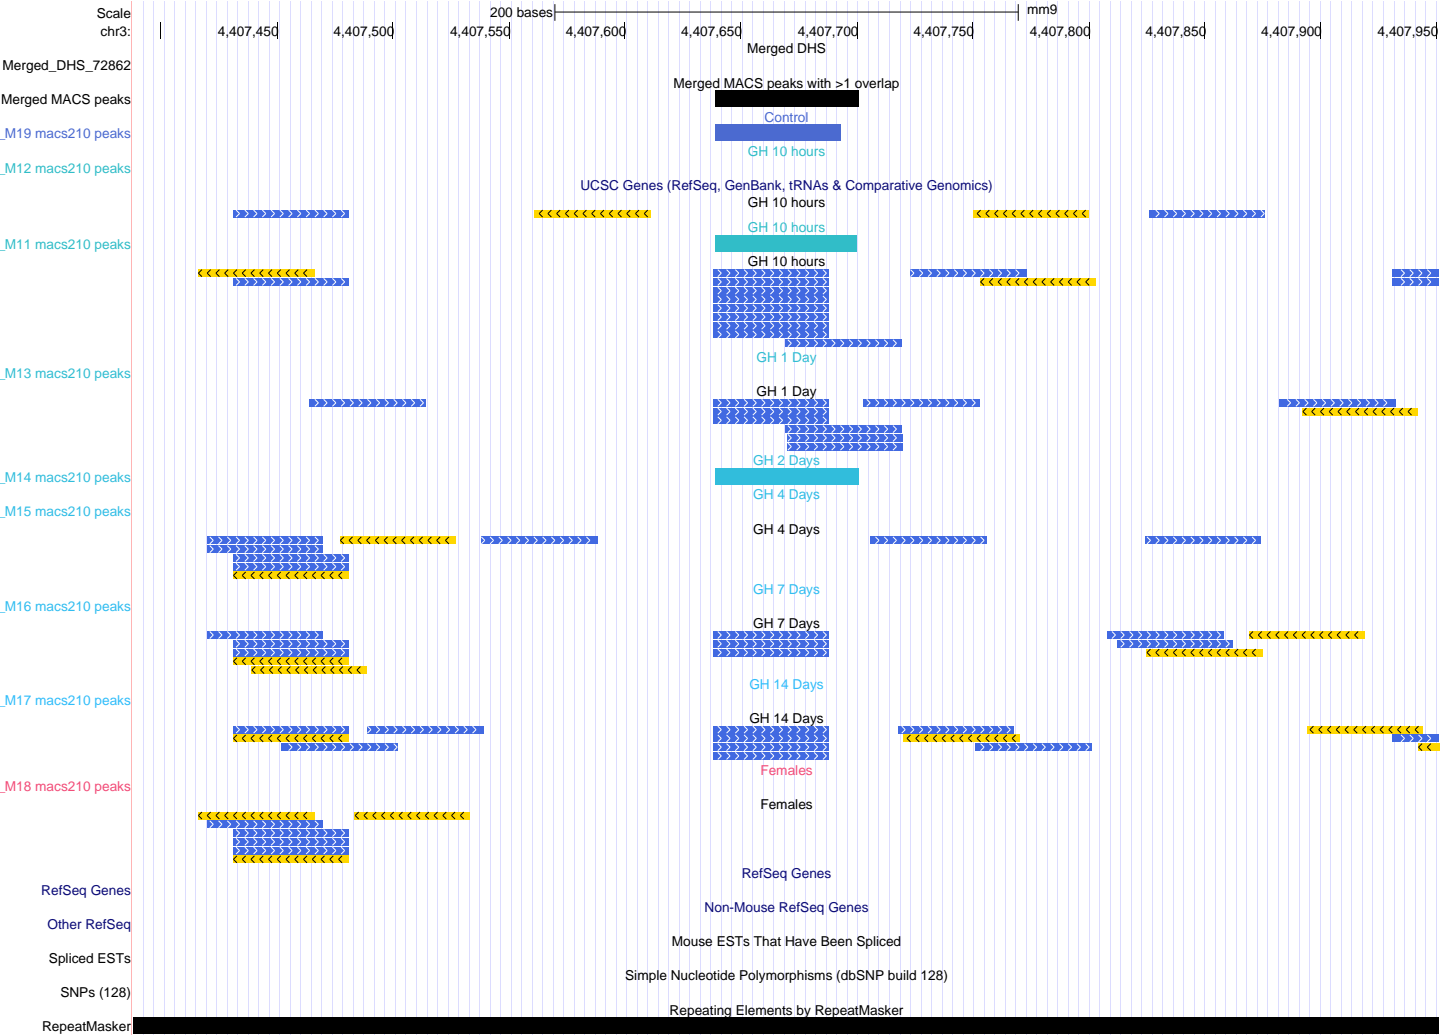 Scale 200 bases mm9
chr3: 4,407,450 4,407,500 4,407,550 4,407,600 4,407,650 4,407,700 4,407,750 4,407,800 4,407,850 4,407,900 4,407,950
Merged DHS
Merged_DHS_72862
Merged MACS peaks with >1 overlap
Merged MACS peaks
Control
_M19 macs210 peaks
GH 10 hours
_M12 macs210 peaks
UCSC Genes (RefSeq, GenBank, tRNAs & Comparative Genomics)
GH 10 hours
GH 10 hours
_M11 macs210 peaks
GH 10 hours
GH 1 Day
_M13 macs210 peaks
GH 1 Day
GH 2 Days
_M14 macs210 peaks
GH 4 Days
_M15 macs210 peaks
GH 4 Days
GH 7 Days
_M16 macs210 peaks
GH 7 Days
GH 14 Days
_M17 macs210 peaks
GH 14 Days
Females
_M18 macs210 peaks
Females
RefSeq Genes
RefSeq Genes
Non-Mouse RefSeq Genes
Other RefSeq
Mouse ESTs That Have Been Spliced
Spliced ESTs
Simple Nucleotide Polymorphisms (dbSNP build 128)
SNPs (128)
Repeating Elements by RepeatMasker
RepeatMasker